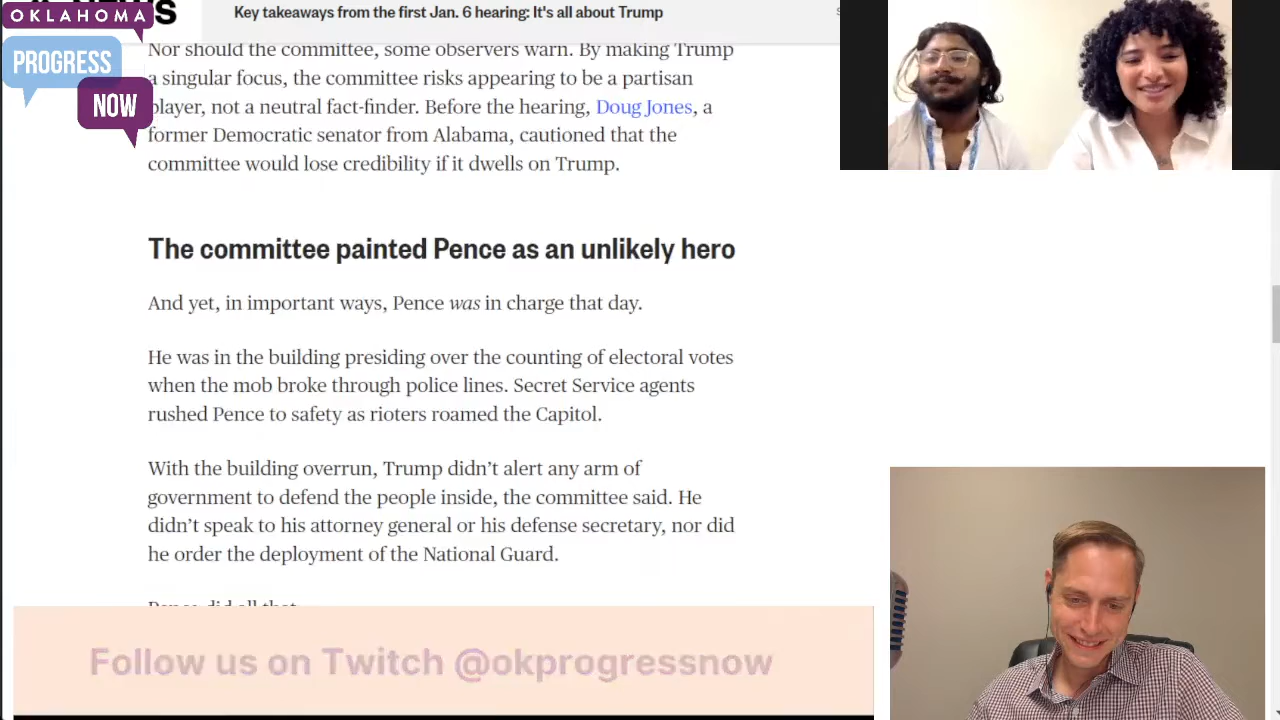 OKLAHOMA
PROGRESS
NOW
NEWS
Key takeaways from the first Jan. 6 hearing: It's all about Trump
Nor should the committee, some observers warn. By making Trump
a singular focus, the committee risks appearing to be a partisan
player, not a neutral fact-finder. Before the hearing, Doug Jones, a
former Democratic senator from Alabama, cautioned that the
committee would lose credibility if it dwells on Trump.
The committee painted Pence as an unlikely hero
And yet, in important ways, Pence was in charge that day.
He was in the building presiding over the counting of electoral votes
when the mob broke through police lines. Secret Service agents
rushed Pence to safety as rioters roamed the Capitol.
With the building overrun, Trump didn’t alert any arm of
government to defend the people inside, the committee said. He
didn’t speak to his attorney general or his defense secretary, nor did
he order the deployment of the National Guard.
Pence did all that
Follow us on Twitch @okprogressnow